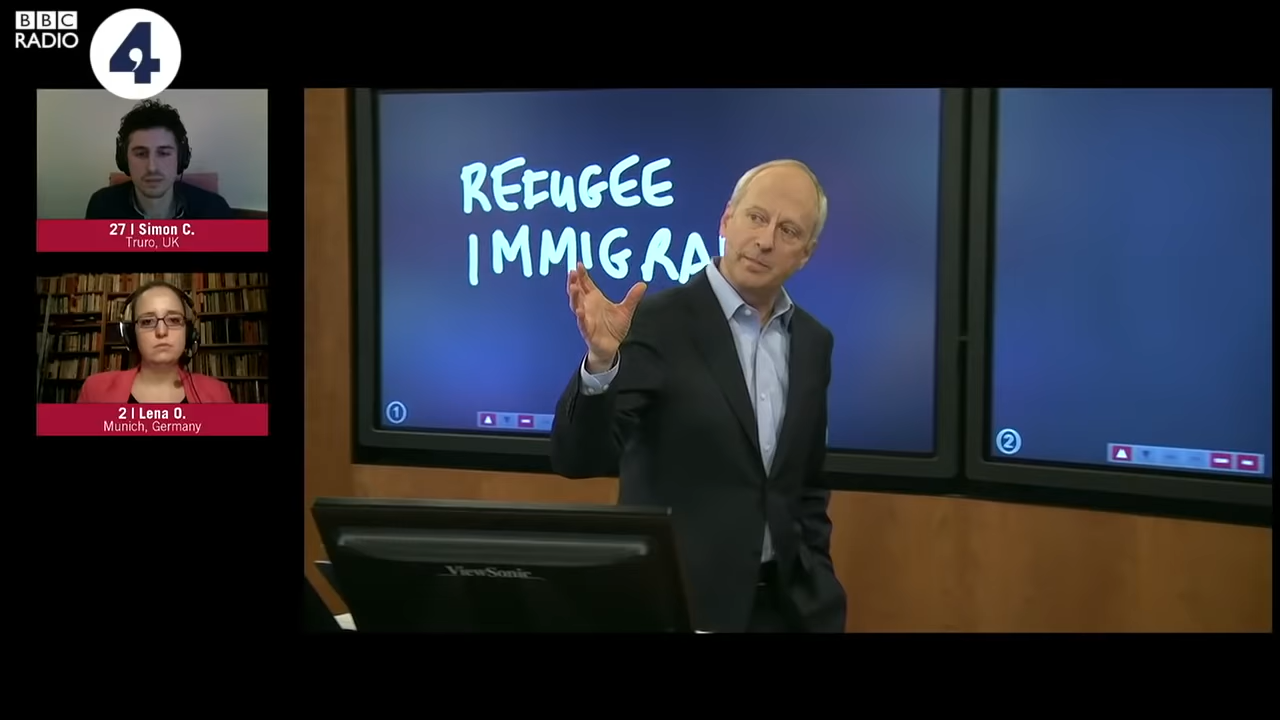 BBC
RADIO
4
27 | Simon C.
Truro, UK
2 | Lena O.
Munich, Germany
REFUGEE
IMMIGRA
1
2
ViewSonic